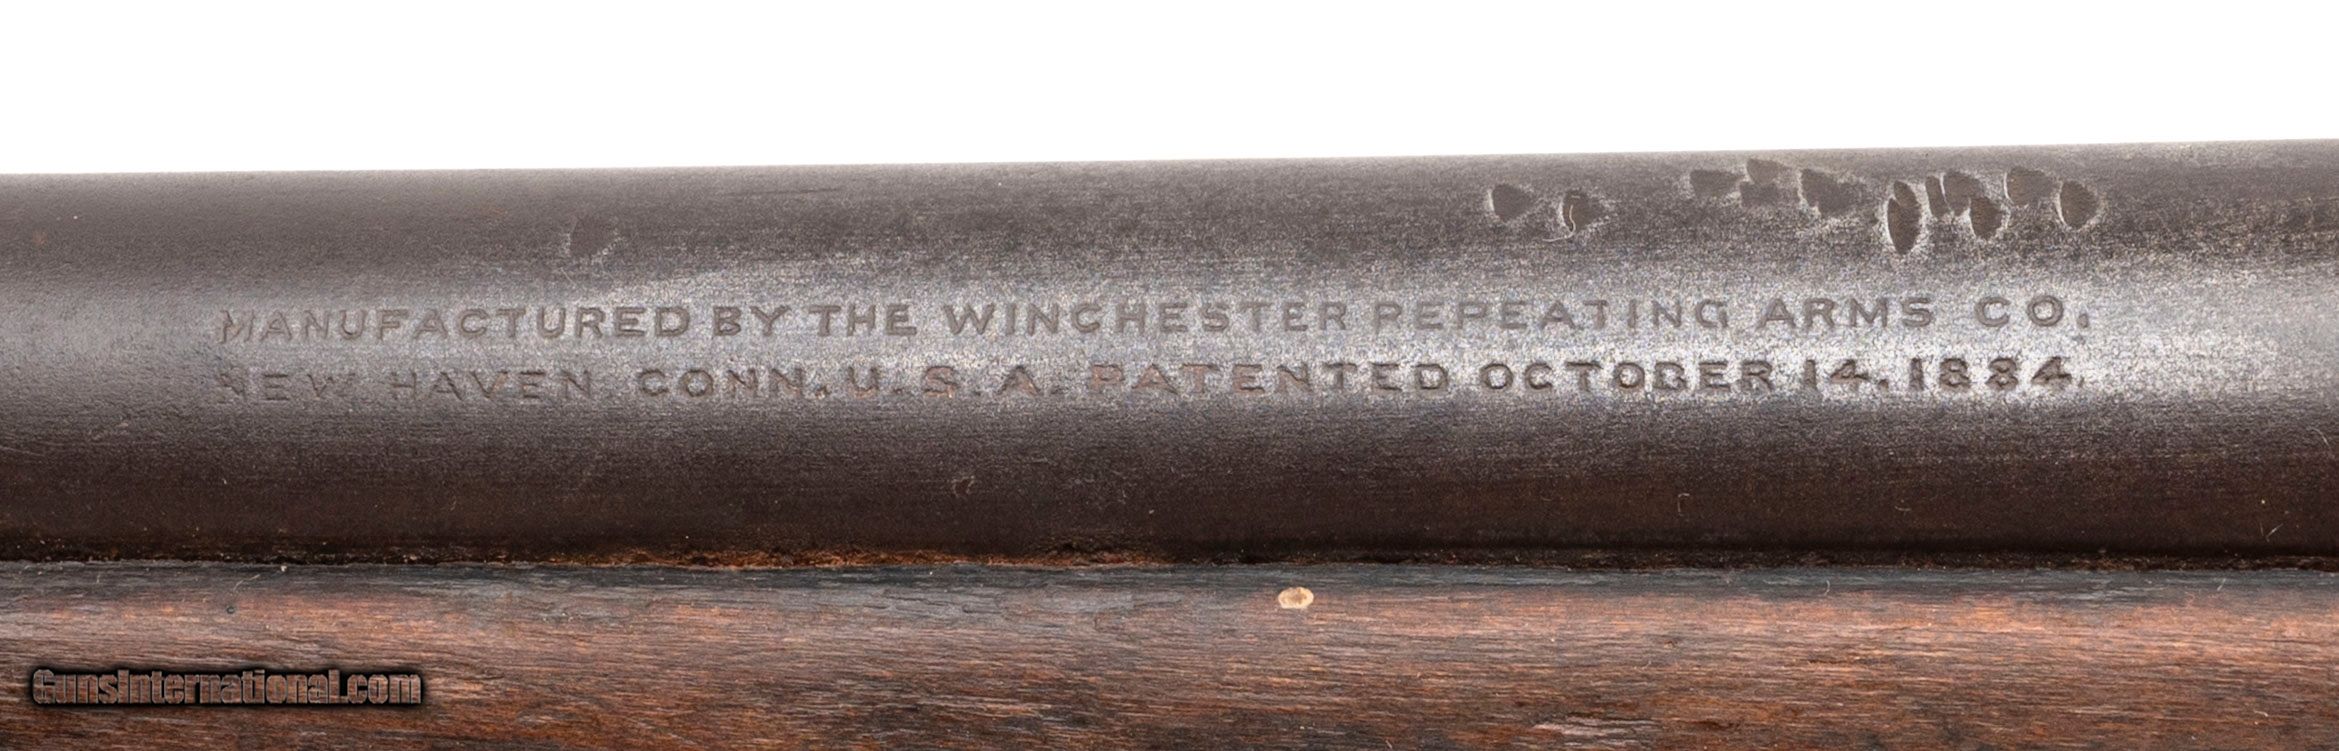 MANUFACTURED BY THE WINCHESTER REPEATING ARMS CO.
NEW HAVEN. CONN. U.S.A. PATENTED OCTOBER 14. 1884.
GunsInternational.com